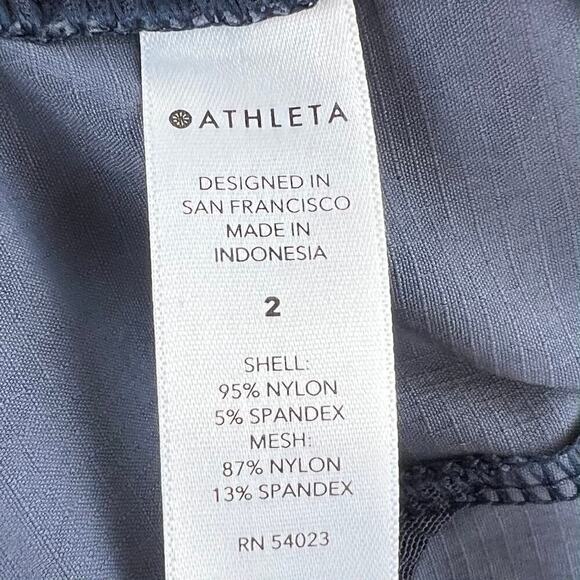 ATHLETA
DESIGNED IN
SAN FRANCISCO
MADE IN
INDONESIA
2
SHELL:
95% NYLON
5% SPANDEX
MESH:
87% NYLON
13% SPANDEX
RN 54023